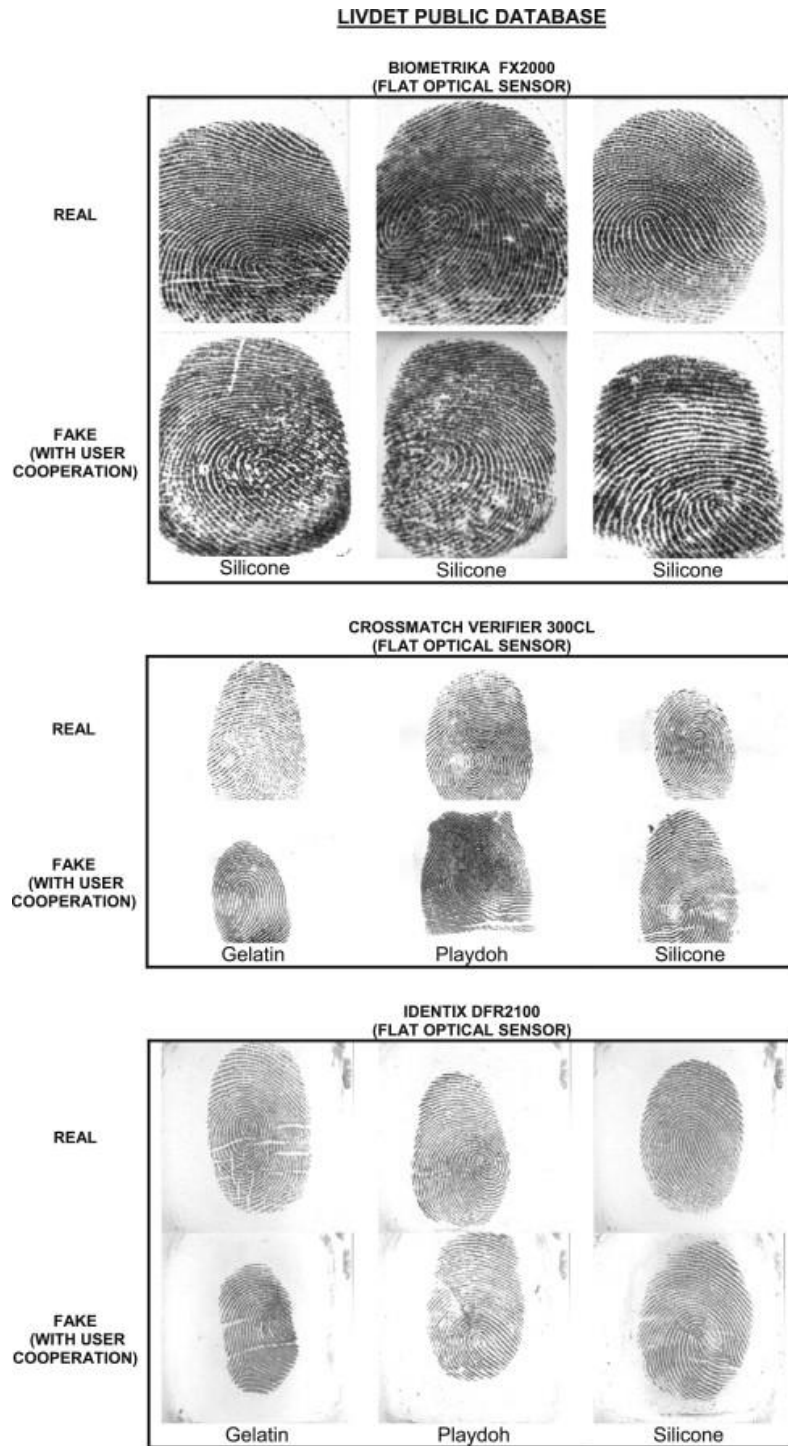 LIVDET PUBLIC DATABASE
BIOMETRIKA FX2000
(FLAT OPTICAL SENSOR)
REAL
FAKE
(WITH USER
COOPERATION)
Silicone Silicone Silicone
CROSSMATCH VERIFIER 300CL
(FLAT OPTICAL SENSOR)
REAL
FAKE
(WITH USER
COOPERATION)
Gelatin Playdoh Silicone
IDENTIX DFR2100
(FLAT OPTICAL SENSOR)
REAL
FAKE
(WITH USER
COOPERATION)
Gelatin Playdoh Silicone